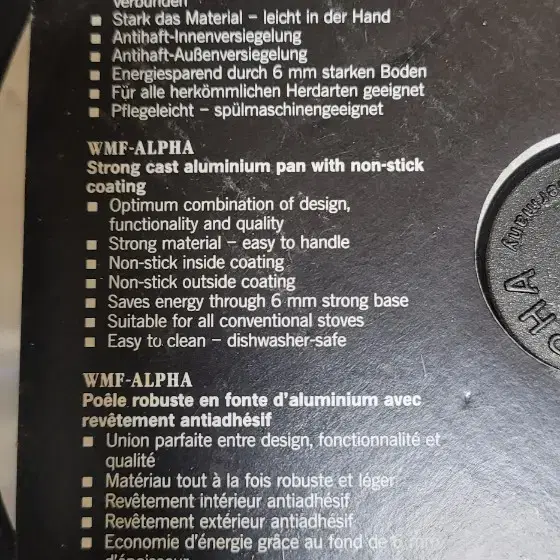 verbunden
Stark das Material – leicht in der Hand
Antihaft-Innenversiegelung
Antihaft-Außenversiegelung
Energiesparend durch 6 mm starken Boden
Für alle herkömmlichen Herdarten geeignet
Pflegeleicht – spülmaschinengeeignet
WMF-ALPHA
Strong cast aluminium pan with non-stick
coating
Optimum combination of design,
functionality and quality
Strong material – easy to handle
Non-stick inside coating
Non-stick outside coating
Saves energy through 6 mm strong base
Suitable for all conventional stoves
Easy to clean – dishwasher-safe
WMF-ALPHA
Poêle robuste en fonte d'aluminium avec
revêtement antiadhésif
Union parfaite entre design, fonctionnalité et
qualité
Matériau tout à la fois robuste et léger
Revêtement intérieur antiadhésif
Revêtement extérieur antiadhésif
Economie d'énergie grâce au fond de 6 mm
d'épaisseur